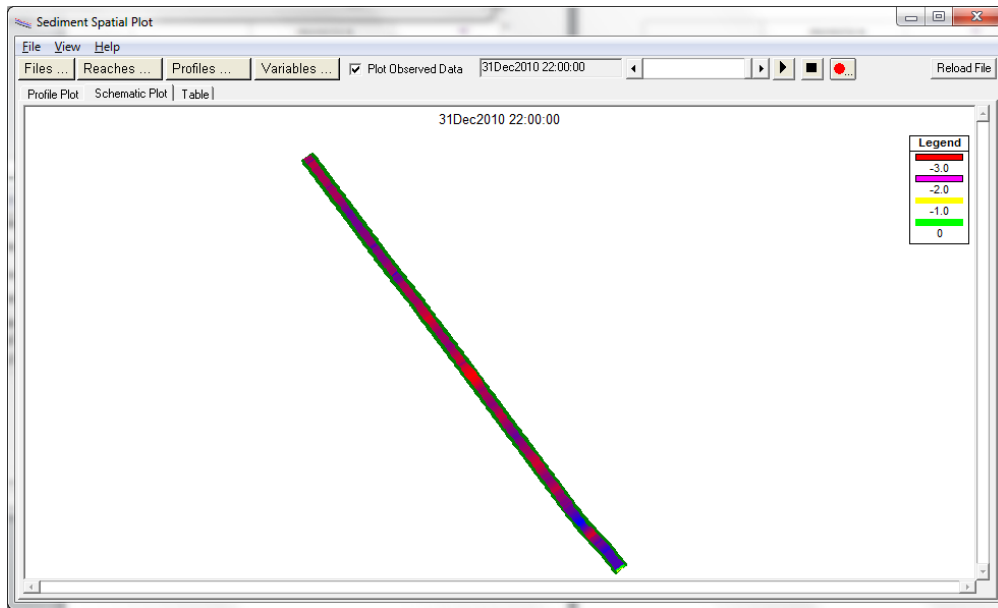 Sediment Spatial Plot
File View Help
Files ... Reaches ... Profiles ... Variables ... Plot Observed Data 31Dec2010 22:00:00 Reload File
Profile Plot Schematic Plot Table
31Dec2010 22:00:00
Legend
-3.0
-2.0
-1.0
0